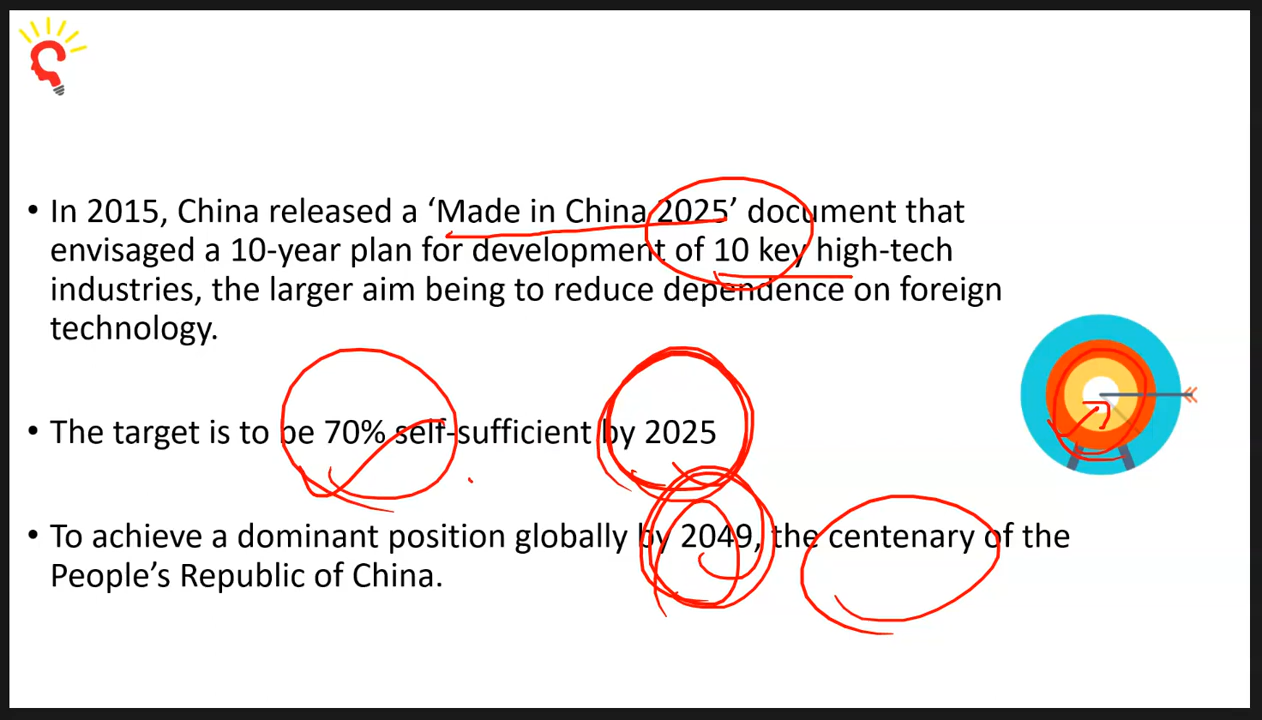 • In 2015, China released a ‘Made in China 2025’ document that
envisaged a 10-year plan for development of 10 key high-tech
industries, the larger aim being to reduce dependence on foreign
technology.
• The target is to be 70% self-sufficient by 2025
• To achieve a dominant position globally by 2049, the centenary of the
People’s Republic of China.